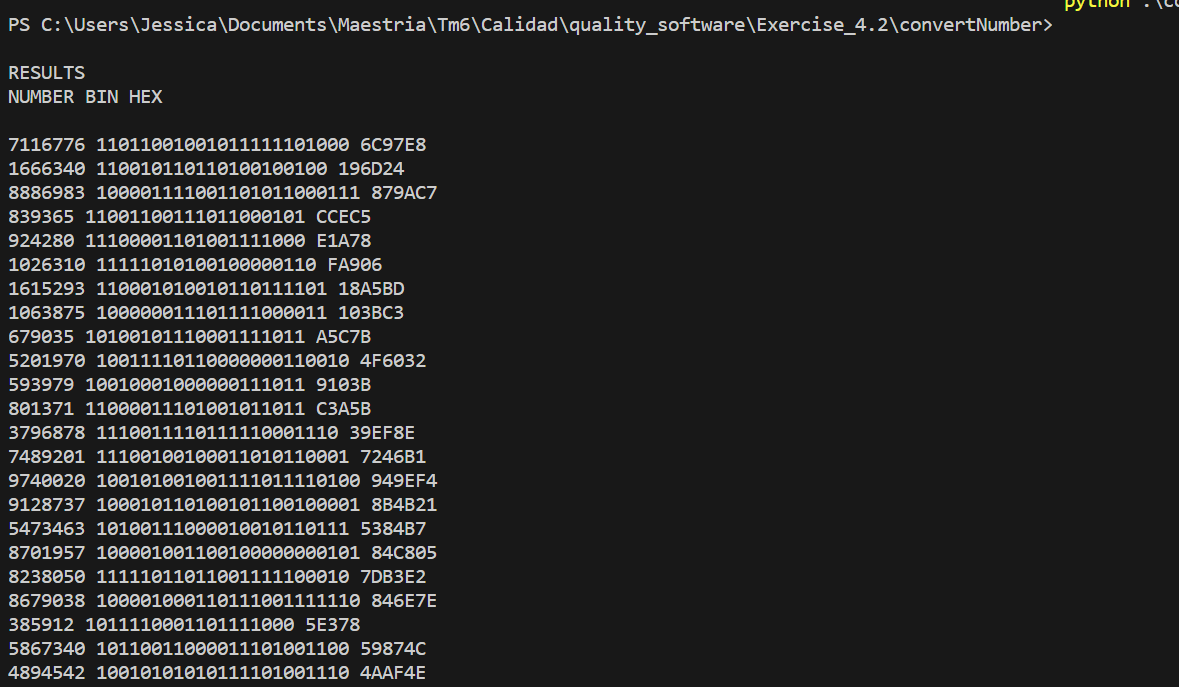 python .\co
PS C:\Users\Jessica\Documents\Maestria\Tm6\Calidad\quality_software\Exercise_4.2\convertNumber>
RESULTS
NUMBER BIN HEX
7116776 11011001001011111101000 6C97E8
1666340 110010110110100100100 196D24
8886983 100001111001101011000111 879AC7
839365 11001100111011000101 CCEC5
924280 11100001101001111000 E1A78
1026310 11111010100100000110 FA906
1615293 110001010010110111101 18A5BD
1063875 100000011101111000011 103BC3
679035 10100101110001111011 A5C7B
5201970 10011110110000000110010 4F6032
593979 10010001000000111011 9103B
801371 11000011101001011011 C3A5B
3796878 1110011110111110001110 39EF8E
7489201 11100100100011010110001 7246B1
9740020 100101001001111011110100 949EF4
9128737 100010110100101100100001 8B4B21
5473463 10100111000010010110111 5384B7
8701957 100001001100100000000101 84C805
8238050 11111011011001111100010 7DB3E2
8679038 100001000110111001111110 846E7E
385912 1011110001101111000 5E378
5867340 10110011000011101001100 59874C
4894542 10010101010111101001110 4AAF4E